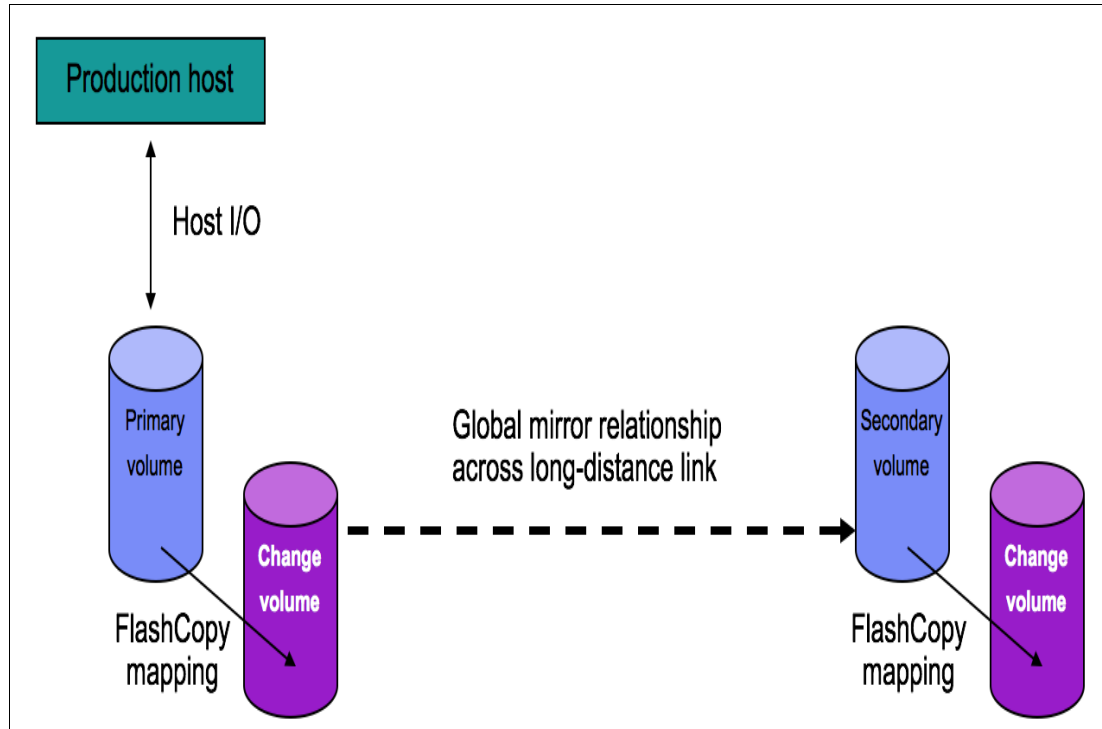 Production host
Host I/O
Primary
volume
Change
volume
FlashCopy
mapping
Global mirror relationship
across long-distance link
Secondary
volume
Change
volume
FlashCopy
mapping